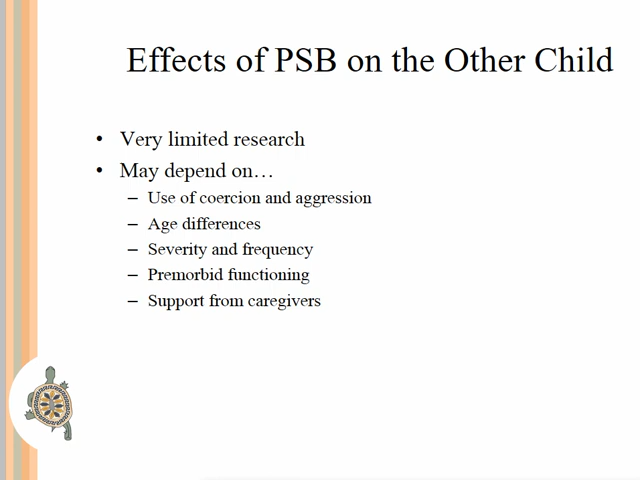 Effects of PSB on the Other Child
• Very limited research
• May depend on…
– Use of coercion and aggression
– Age differences
– Severity and frequency
– Premorbid functioning
– Support from caregivers